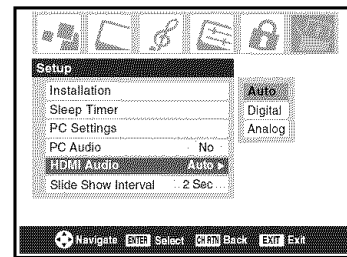 Setup
Installation
Sleep Timer
PC Settings
PC Audio No
HDMI Audio Auto
Slide Show Interval 2 Sec
Auto
Digital
Analog
Navigate ENTER Select CH RTN Back EXIT Exit